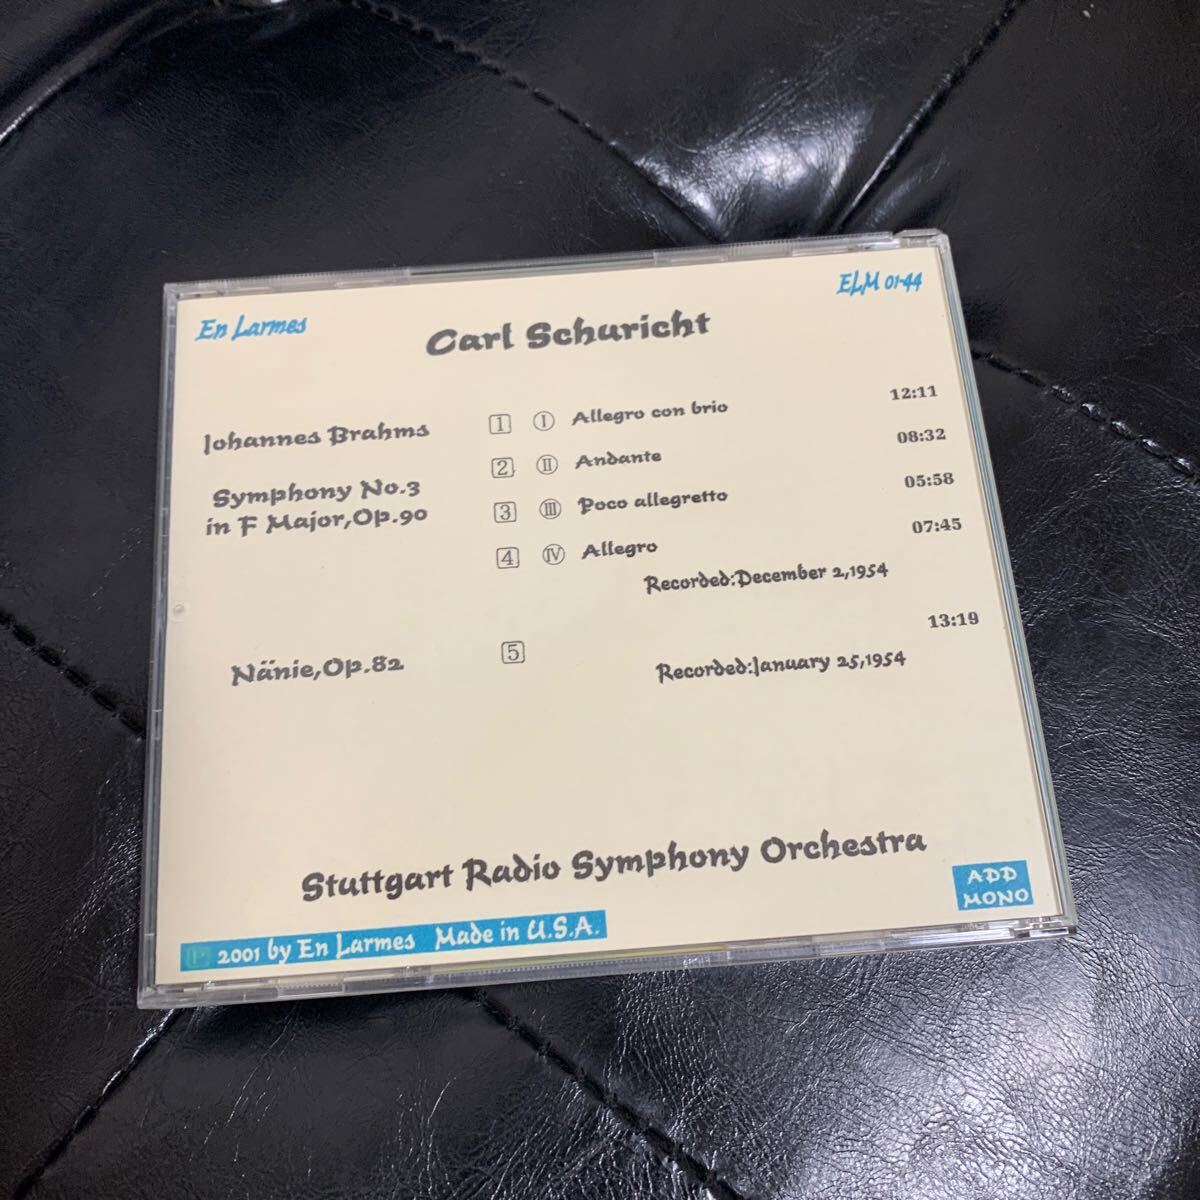 En Larmes
ELM 01-44
Carl Schuricht
Johannes Brahms
Symphony No.3
in F Major,Op.90
1 Ⅰ Allegro con brio 12:11
2 Ⅱ Andante 08:32
3 Ⅲ Poco allegretto 05:58
4 Ⅳ Allegro 07:45
Recorded:December 2,1954
Nänie,Op.82 5 13:19
Recorded:January 25,1954
Stuttgart Radio Symphony Orchestra
ADD
MONO
Ⓟ 2001 by En Larmes Made in U.S.A.